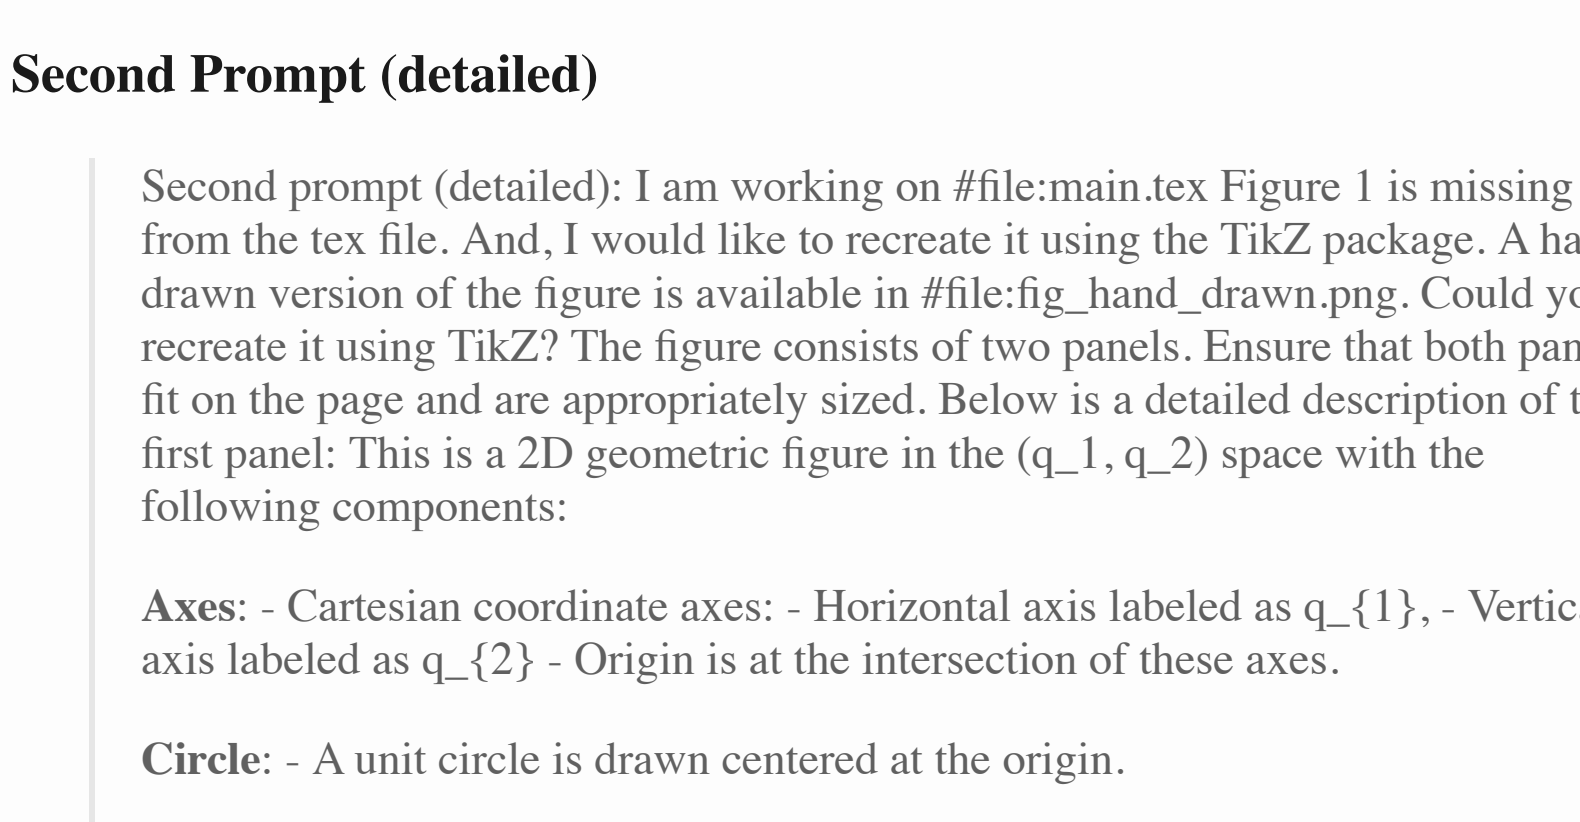 Second Prompt (detailed)
Second prompt (detailed): I am working on #file:main.tex Figure 1 is missing
from the tex file. And, I would like to recreate it using the TikZ package. A
drawn version of the figure is available in #file:fig_hand_drawn.png. Could
recreate it using TikZ? The figure consists of two panels. Ensure that both
fit on the page and are appropriately sized. Below is a detailed description of
first panel: This is a 2D geometric figure in the (q_1, q_2) space with the
following components:
Axes: - Cartesian coordinate axes: - Horizontal axis labeled as q_{1}, -
axis labeled as q_{2} - Origin is at the intersection of these axes.
Circle: - A unit circle is drawn centered at the origin.